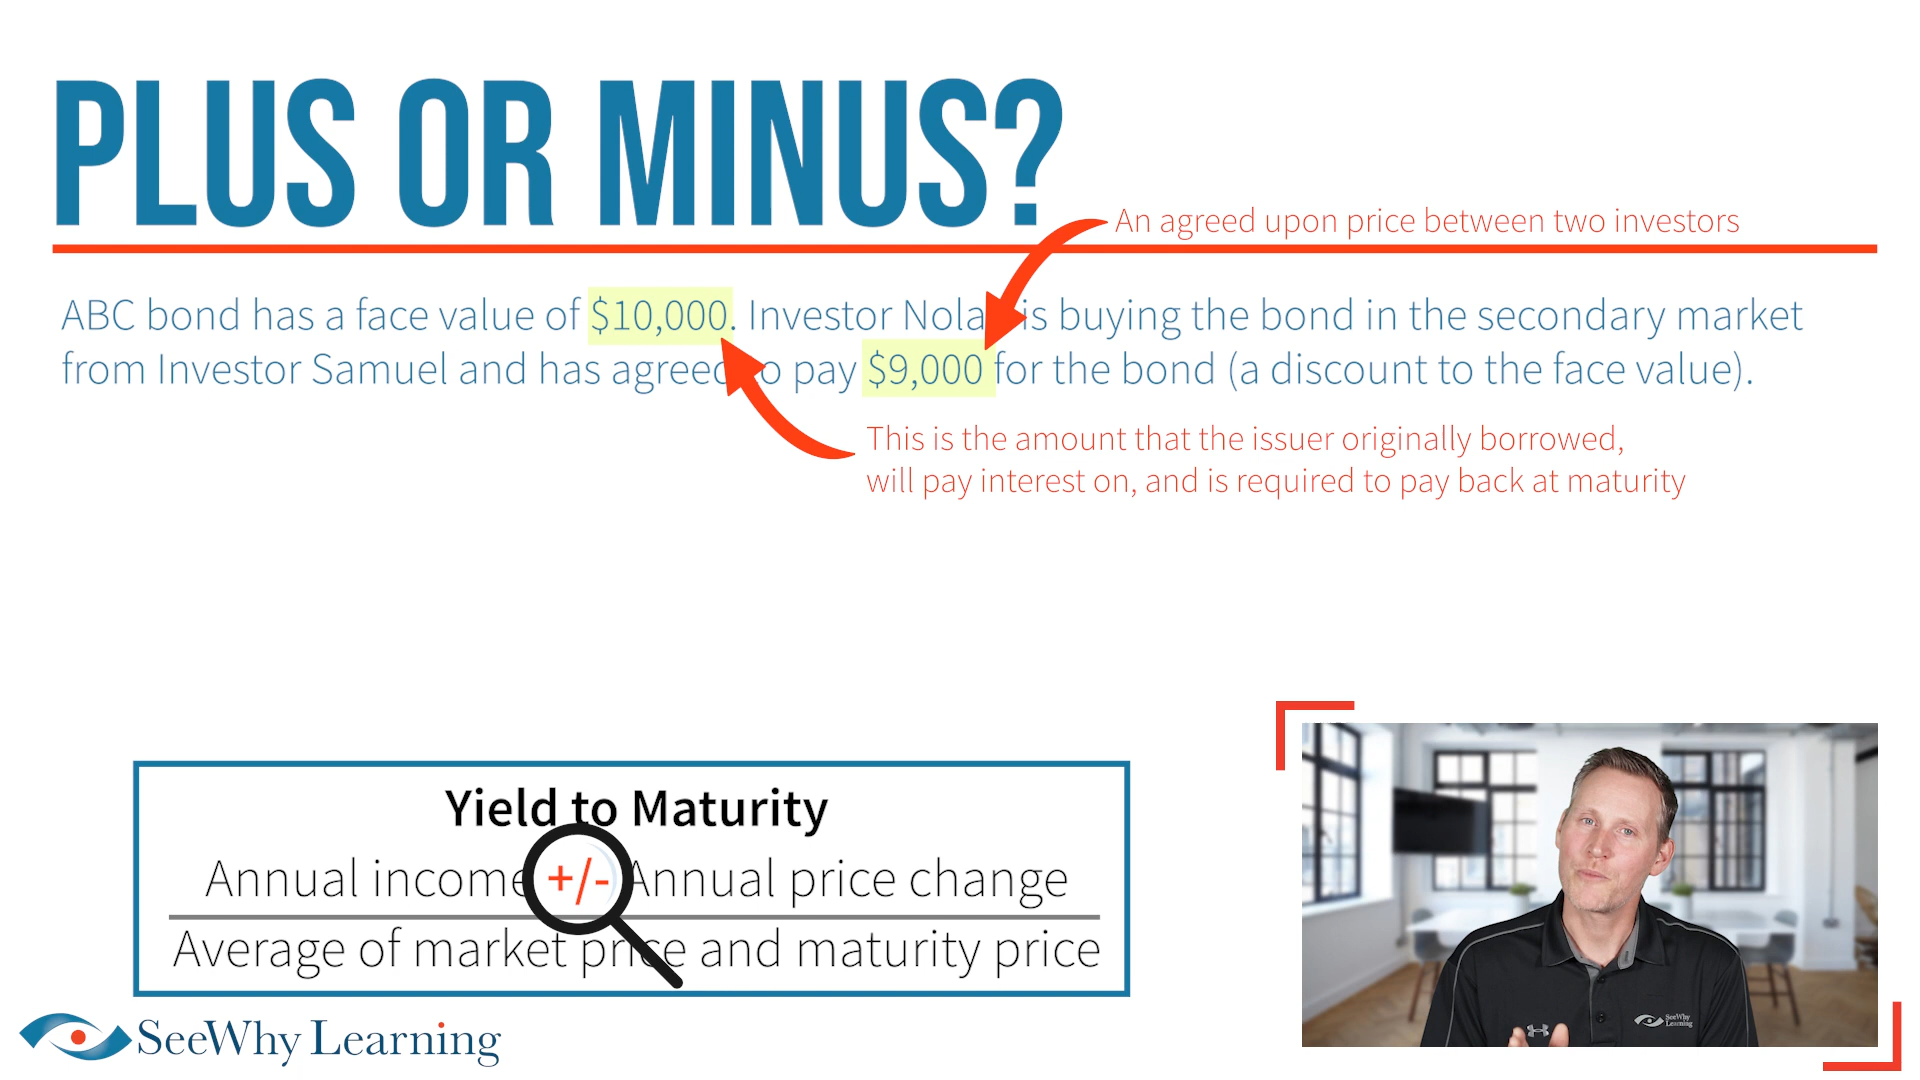 PLUS OR MINUS?
An agreed upon price between two investors
ABC bond has a face value of $10,000. Investor Nola is buying the bond in the secondary market
from Investor Samuel and has agreed to pay $9,000 for the bond (a discount to the face value).
This is the amount that the issuer originally borrowed,
will pay interest on, and is required to pay back at maturity
Yield to Maturity
Annual income +/- Annual price change
Average of market price and maturity price
SeeWhy Learning
SeeWhy
Learning